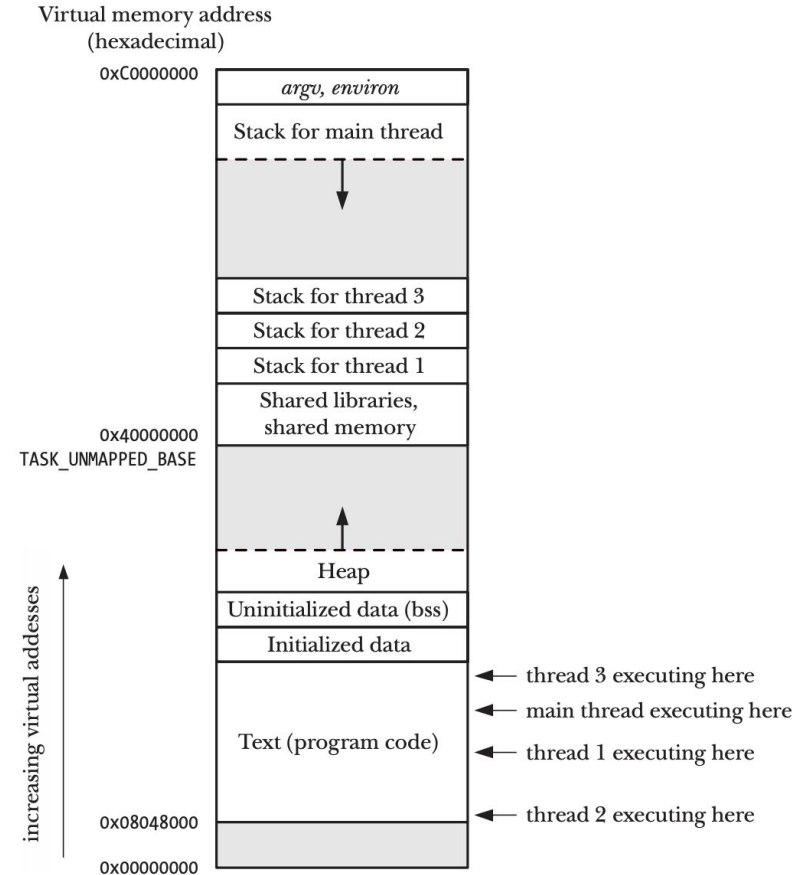 Virtual memory address
(hexadecimal)
0xC0000000
argv, environ
Stack for main thread
Stack for thread 3
Stack for thread 2
Stack for thread 1
Shared libraries,
shared memory
0x40000000
TASK_UNMAPPED_BASE
Heap
Uninitialized data (bss)
Initialized data
increasing virtual addesses
thread 3 executing here
main thread executing here
Text (program code)
thread 1 executing here
thread 2 executing here
0x08048000
0x00000000